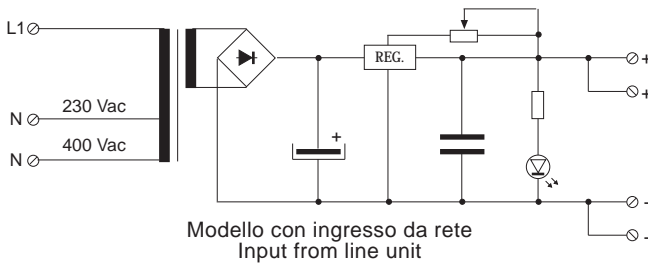 L1
REG.
+
+
+
230 Vac
N
400 Vac
N
-
-
Modello con ingresso da rete
Input from line unit